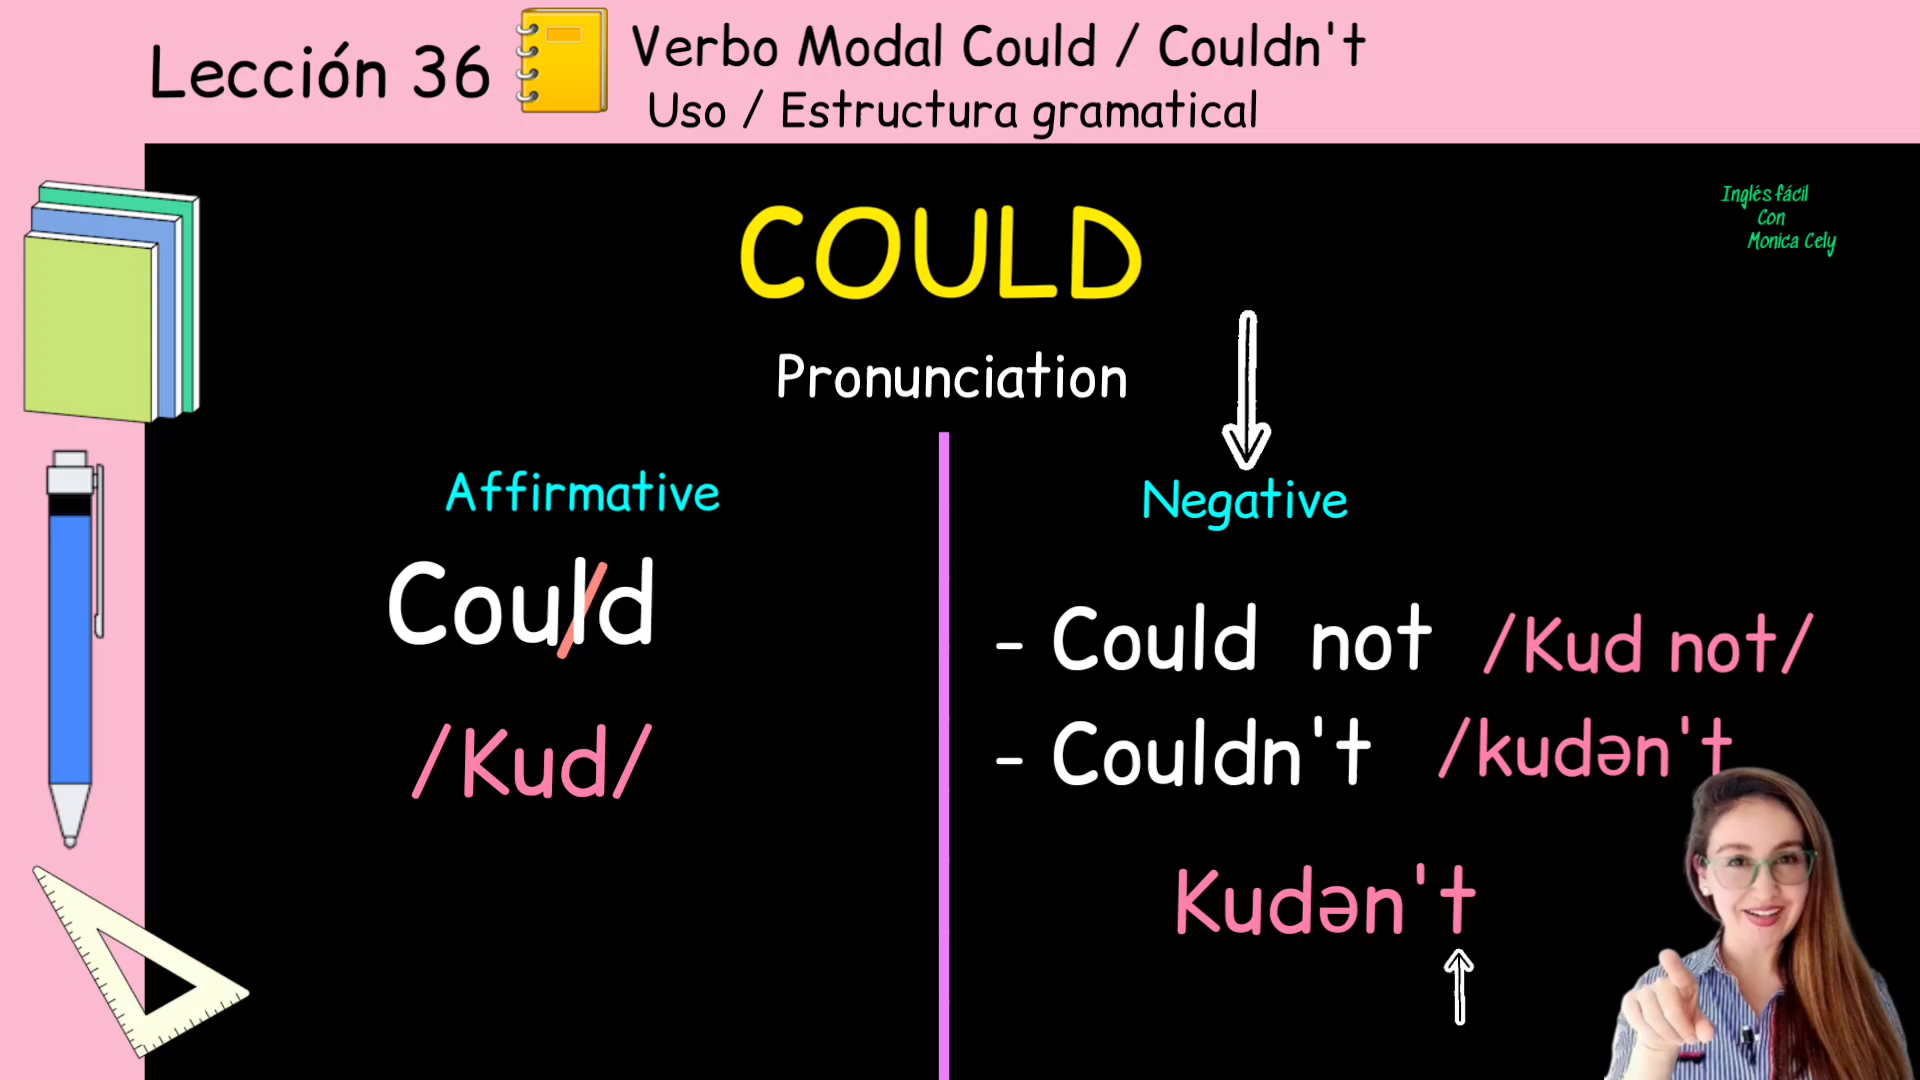 Lección 36
Verbo Modal Could / Couldn't
Uso / Estructura gramatical
Inglés fácil
Con
Monica Cely
COULD
Pronunciation
Affirmative
Could
/Kud/
Negative
- Could not /Kud not/
- Couldn't /kudən't
Kudən't